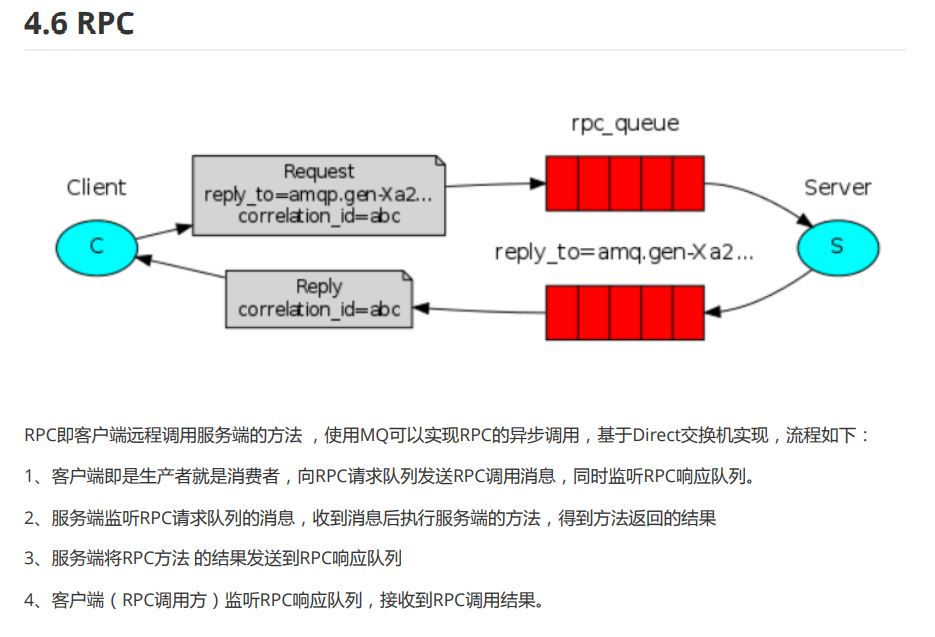 4.6 RPC
rpc_queue
Client
Request
reply_to=amqp.gen-Xa2...
correlation_id=abc
Server
C
S
reply_to=amq.gen-Xa2...
Reply
correlation_id=abc
RPC即客户端远程调用服务端的方法 ，使用MQ可以实现RPC的异步调用，基于Direct交换机实现，流程如下：
1、客户端即是生产者就是消费者，向RPC请求队列发送RPC调用消息，同时监听RPC响应队列。
2、服务端监听RPC请求队列的消息，收到消息后执行服务端的方法，得到方法返回的结果
3、服务端将RPC方法 的结果发送到RPC响应队列
4、客户端（RPC调用方）监听RPC响应队列，接收到RPC调用结果。